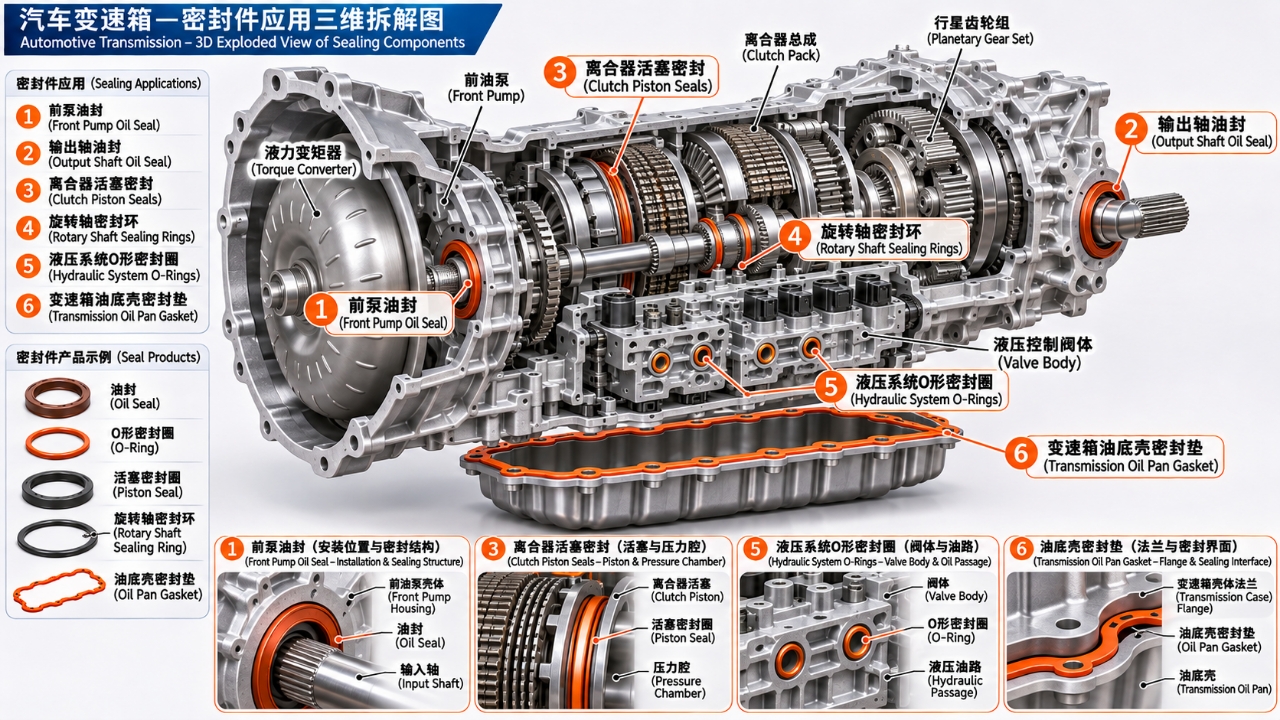 汽车变速箱—密封件应用三维拆解图
Automotive Transmission – 3D Exploded View of Sealing Components
密封件应用 (Sealing Applications)
1 前泵油封
(Front Pump Oil Seal)
2 输出轴油封
(Output Shaft Oil Seal)
3 离合器活塞密封
(Clutch Piston Seals)
4 旋转轴密封环
(Rotary Shaft Sealing Rings)
5 液压系统O形密封圈
(Hydraulic System O-Rings)
6 变速箱油底壳密封垫
(Transmission Oil Pan Gasket)
密封件产品示例 (Seal Products)
油封
(Oil Seal)
O形密封圈
(O-Ring)
活塞密封圈
(Piston Seal)
旋转轴密封环
(Rotary Shaft
Sealing Ring)
油底壳密封垫
(Oil Pan Gasket)
液力变矩器
(Torque Converter)
前油泵
(Front Pump)
3 离合器活塞密封
(Clutch Piston Seals)
离合器总成
(Clutch Pack)
行星齿轮组
(Planetary Gear Set)
2 输出轴油封
(Output Shaft Oil Seal)
4 旋转轴密封环
(Rotary Shaft Sealing Rings)
1 前泵油封
(Front Pump Oil Seal)
液压控制阀体
(Valve Body)
5 液压系统O形密封圈
(Hydraulic System O-Rings)
6 变速箱油底壳密封垫
(Transmission Oil Pan Gasket)
1 前泵油封（安装位置与密封结构）
(Front Pump Oil Seal – Installation & Sealing Structure)
前油泵壳体
(Front Pump
Housing)
油封
(Oil Seal)
输入轴
(Input Shaft)
3 离合器活塞密封（活塞与压力腔）
(Clutch Piston Seals – Piston & Pressure Chamber)
离合器活塞
(Clutch Piston)
活塞密封圈
(Piston Seal)
压力腔
(Pressure
Chamber)
5 液压系统O形密封圈（阀体与油路）
(Hydraulic System O-Rings – Valve Body & Oil Passage)
阀体
(Valve Body)
O形密封圈
(O-Ring)
液压油路
(Hydraulic
Passage)
6 油底壳密封垫（法兰与密封界面）
(Transmission Oil Pan Gasket – Flange & Sealing Interface)
变速箱壳体法兰
(Transmission Case)
Flange)
油底壳密封垫
(Oil Pan Gasket)
油底壳
(Transmission Oil Pan)